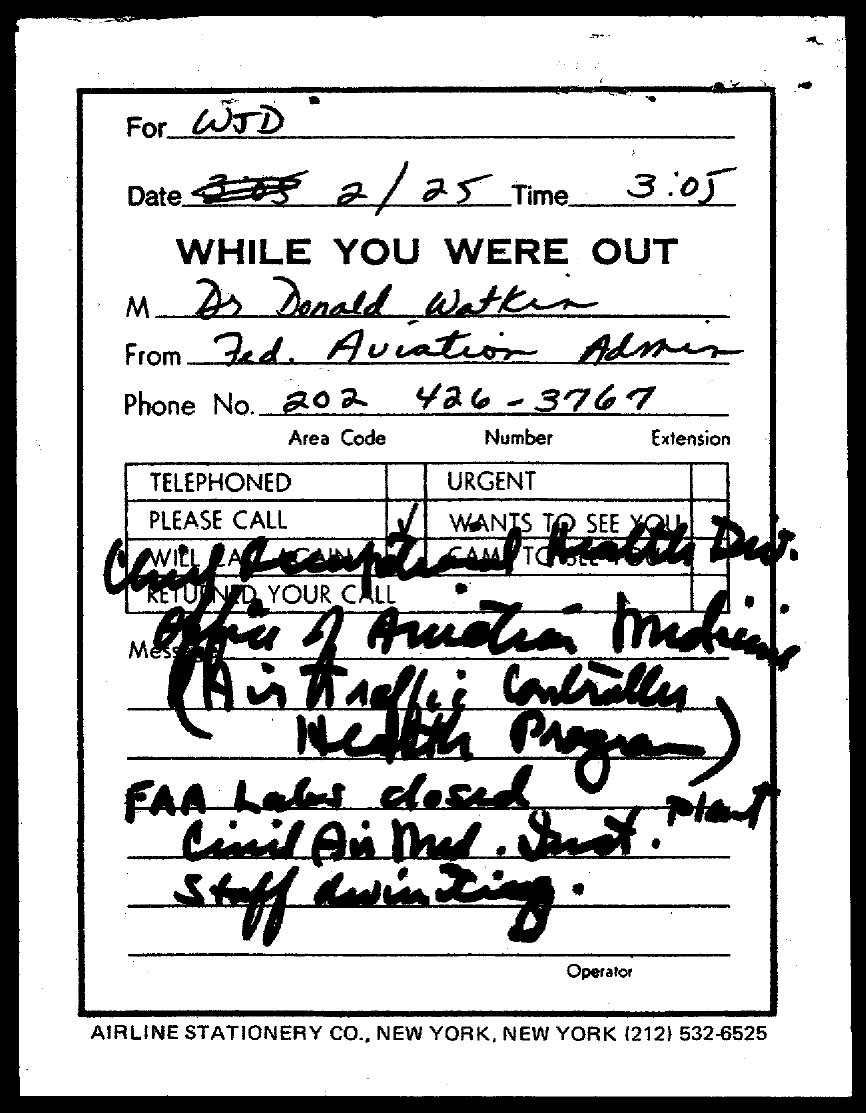 For WJD
Date 3:05 2/25 Time 3:05
WHILE YOU WERE OUT
M Dr Donald Watkin
From Fed. Aviation Admin
Phone No. 202 426-3767
Area Code Number Extension
TELEPHONED URGENT
PLEASE CALL ✓ WANTS TO SEE YOU
WILL CALL AGAIN CAME TO SEE YOU
Chief Occupational Health Div.
RETURNED YOUR CALL
Office of Aviation Medicine
Message
(Air Traffic Controller
Health Program)
FAA Labs closed
plant
Civil Air Med. Inst.
Staff
Operator
AIRLINE STATIONERY CO., NEW YORK, NEW YORK (212) 532-6525